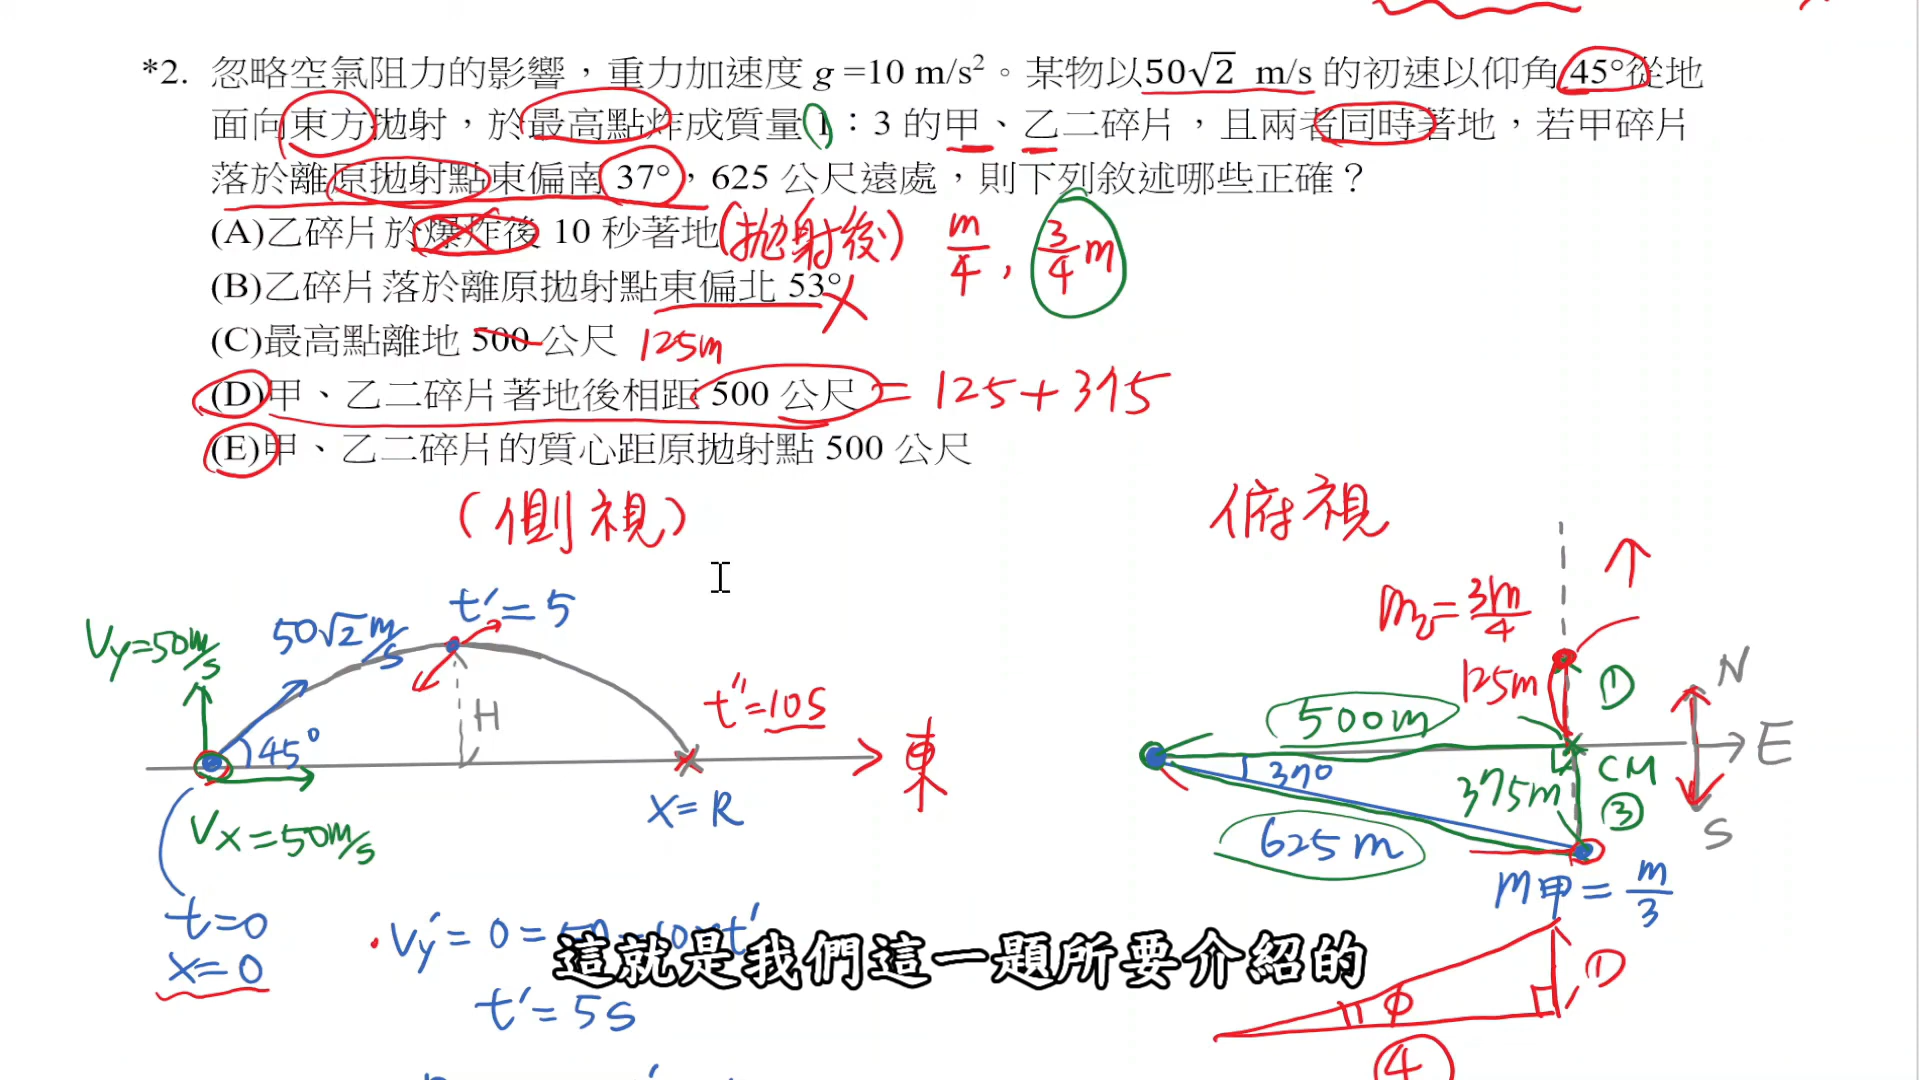 *2. 忽略空氣阻力的影響，重力加速度 g =10 m/s²。某物以50√2 m/s 的初速以仰角 45°從地
面向東方拋射，於最高點炸成質量 1：3 的甲、乙二碎片，且兩者同時著地，若甲碎片
落於離原拋射點東偏南 37°，625 公尺遠處，則下列敘述哪些正確？
(A)乙碎片於爆炸後 10 秒著地(拋射後)
m/4 , 3/4 m
(B)乙碎片落於離原拋射點東偏北 53° X
(C)最高點離地 500 公尺 125m
(D)甲、乙二碎片著地後相距 500 公尺 = 125+375
(E)甲、乙二碎片的質心距原拋射點 500 公尺
(側視)
俯視
t'=5
50√2 m/s
Vy=50m/s
45°
H
t"=10s
東
Vx=50m/s
x=R
t=0
x=0
Vy'=0=50-10×t'
t'=5s
m乙=3m/4
125m
①
N
500m
E
37°
375m
CM
③
S
625m
m甲=m/3
①
φ
④
這就是我們這一題所要介紹的